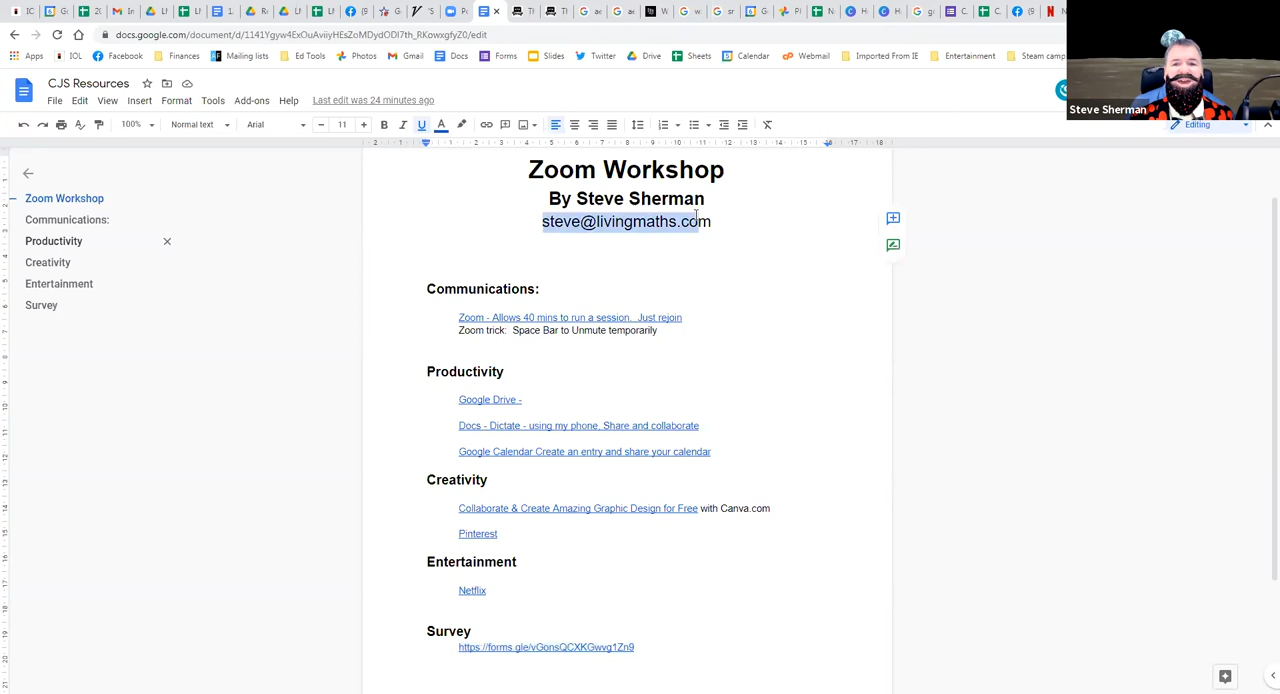 docs.google.com/document/d/1141Ygyw4ExOuAviiyHEsZoMDydODI7th_RKowxgfyZ0/edit
Apps IOL Facebook Finances Mailing lists Ed Tools Photos Gmail Docs Forms Slides Twitter Drive Sheets Calendar Webmail Imported From IE Entertainment Steam camp
CJS Resources
File Edit View Insert Format Tools Add-ons Help Last edit was 24 minutes ago
100% Normal text Arial 11 B I U A
Editing
Steve Sherman
Zoom Workshop
Communications:
Productivity
Creativity
Entertainment
Survey
Zoom Workshop
By Steve Sherman
steve@livingmaths.com
Communications:
Zoom - Allows 40 mins to run a session. Just rejoin
Zoom trick: Space Bar to Unmute temporarily
Productivity
Google Drive -
Docs - Dictate - using my phone, Share and collaborate
Google Calendar Create an entry and share your calendar
Creativity
Collaborate & Create Amazing Graphic Design for Free with Canva.com
Pinterest
Entertainment
Netflix
Survey
https://forms.gle/vGonsQCXKGwvg1Zn9